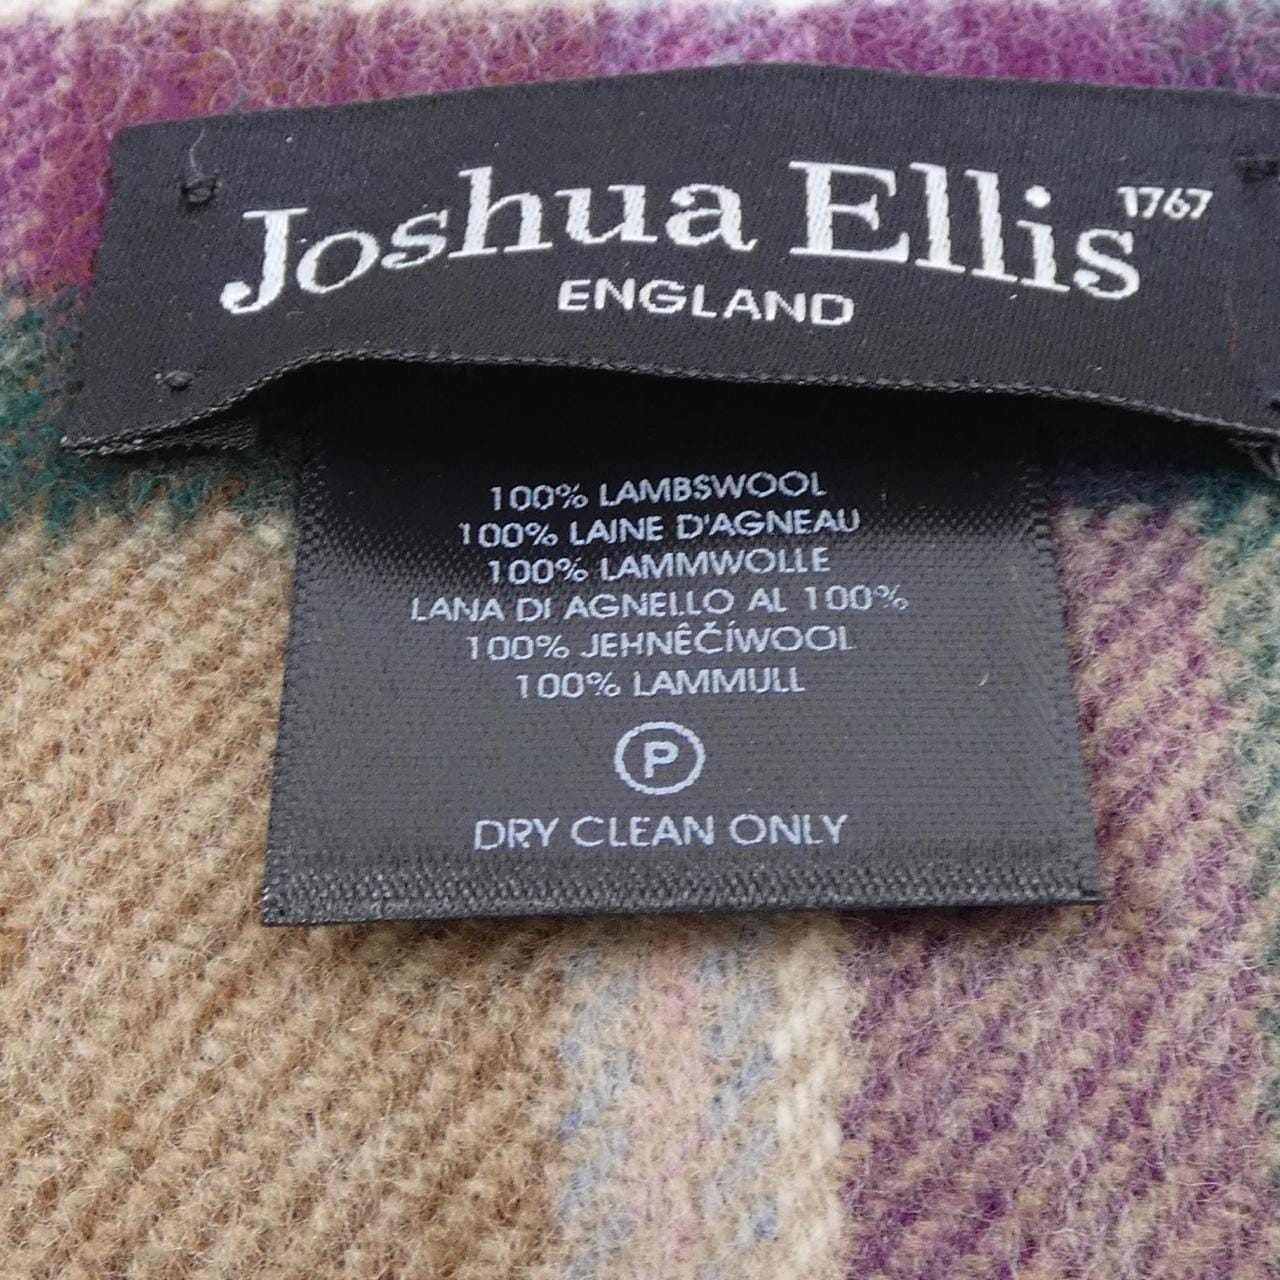 Joshua Ellis 1767
ENGLAND
100% LAMBSWOOL
100% LAINE D'AGNEAU
100% LAMMWOLLE
LANA DI AGNELLO AL 100%
100% JEHNÊČÍWOOL
100% LAMMULL
P
DRY CLEAN ONLY